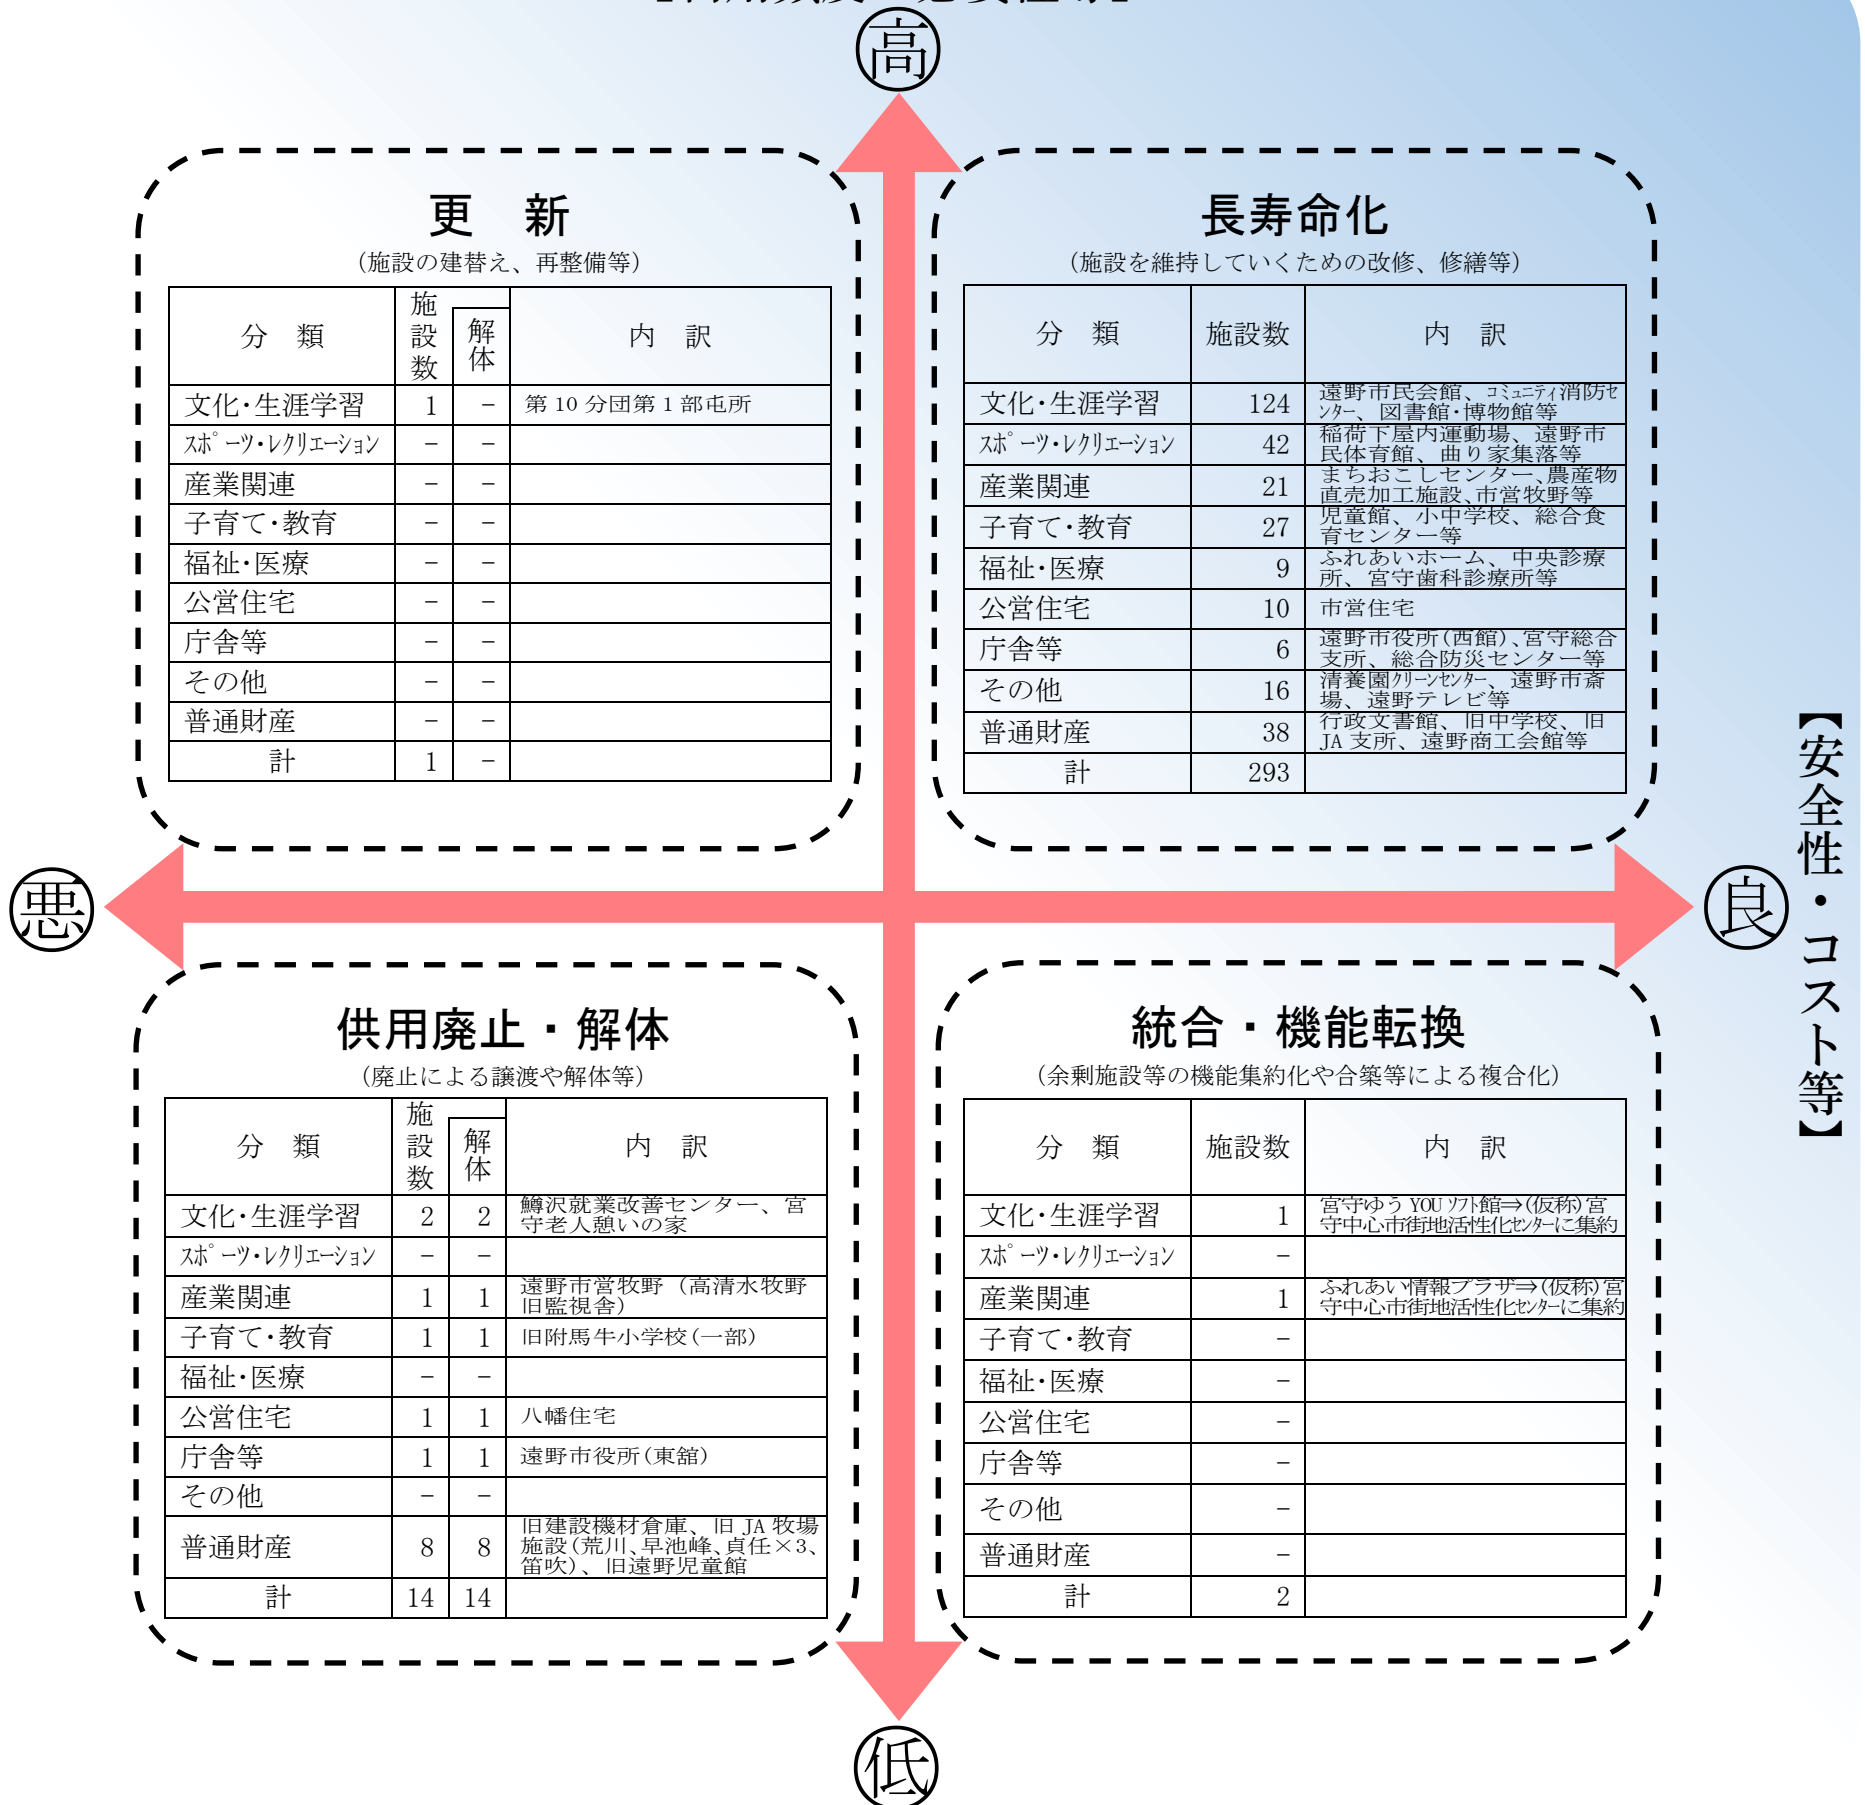 高
更　新
(施設の建替え、再整備等)
分　類 施設数 解体 内　訳
文化・生涯学習 1 − 第10分団第1部屯所
スポーツ・レクリエーション − −
産業関連 − −
子育て・教育 − −
福祉・医療 − −
公営住宅 − −
庁舎等 − −
その他 − −
普通財産 − −
計 1 −
長寿命化
(施設を維持していくための改修、修繕等)
分　類 施設数 内　訳
文化・生涯学習 124 遠野市民会館、コミュニティ消防セ
ンター、図書館・博物館等
スポーツ・レクリエーション 42 稲荷下屋内運動場、遠野市
民体育館、曲り家集落等
産業関連 21 まちおこしセンター、農産物
直売加工施設、市営牧野等
子育て・教育 27 児童館、小中学校、総合食
育センター等
福祉・医療 9 ふれあいホーム、中央診療
所、宮守歯科診療所等
公営住宅 10 市営住宅
庁舎等 6 遠野市役所(西館)、宮守総合
支所、総合防災センター等
その他 16 清養園クリーンセンター、遠野市斎
場、遠野テレビ等
普通財産 38 行政文書館、旧中学校、旧
JA支所、遠野商工会館等
計 293
悪
良
【安全性・コスト等】
供用廃止・解体
(廃止による譲渡や解体等)
分　類 施設数 解体 内　訳
文化・生涯学習 2 2 鱒沢就業改善センター、宮
守老人憩いの家
スポーツ・レクリエーション − −
産業関連 1 1 遠野市営牧野（高清水牧野
旧監視舎）
子育て・教育 1 1 旧附馬牛小学校(一部)
福祉・医療 − −
公営住宅 1 1 八幡住宅
庁舎等 1 1 遠野市役所(東舘)
その他 − −
普通財産 8 8 旧建設機材倉庫、旧JA牧場
施設(荒川、早池峰、貞任×3、
笛吹)、旧遠野児童館
計 14 14
統合・機能転換
(余剰施設等の機能集約化や合築等による複合化)
分　類 施設数 内　訳
文化・生涯学習 1 宮守ゆうYOUソフト館⇒(仮称)宮
守中心市街地活性化センターに集約
スポーツ・レクリエーション −
産業関連 1 ふれあい情報プラザ⇒(仮称)宮
守中心市街地活性化センターに集約
子育て・教育 −
福祉・医療 −
公営住宅 −
庁舎等 −
その他 −
普通財産 −
計 2
低